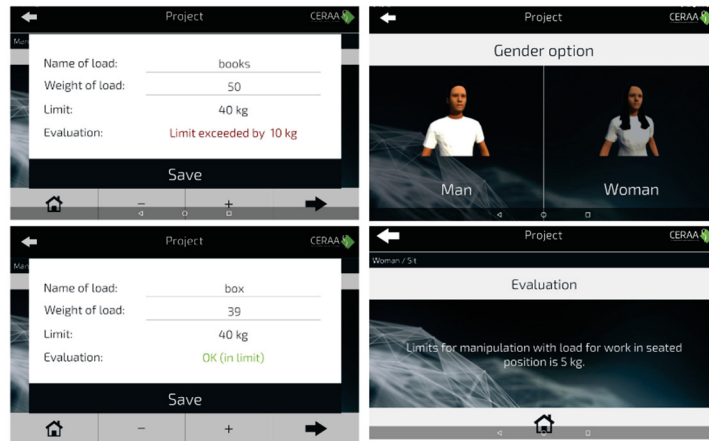 Project
CERAA
Man
Name of load: books
Weight of load: 50
Limit: 40 kg
Evaluation: Limit exceeded by 10 kg
Save
− +
Project
CERAA
Gender option
Man Woman
Project
CERAA
Man
Name of load: box
Weight of load: 39
Limit: 40 kg
Evaluation: OK (in limit)
Save
− +
Project
CERAA
Woman / Sit
Evaluation
Limits for manipulation with load for work in seated
position is 5 kg.